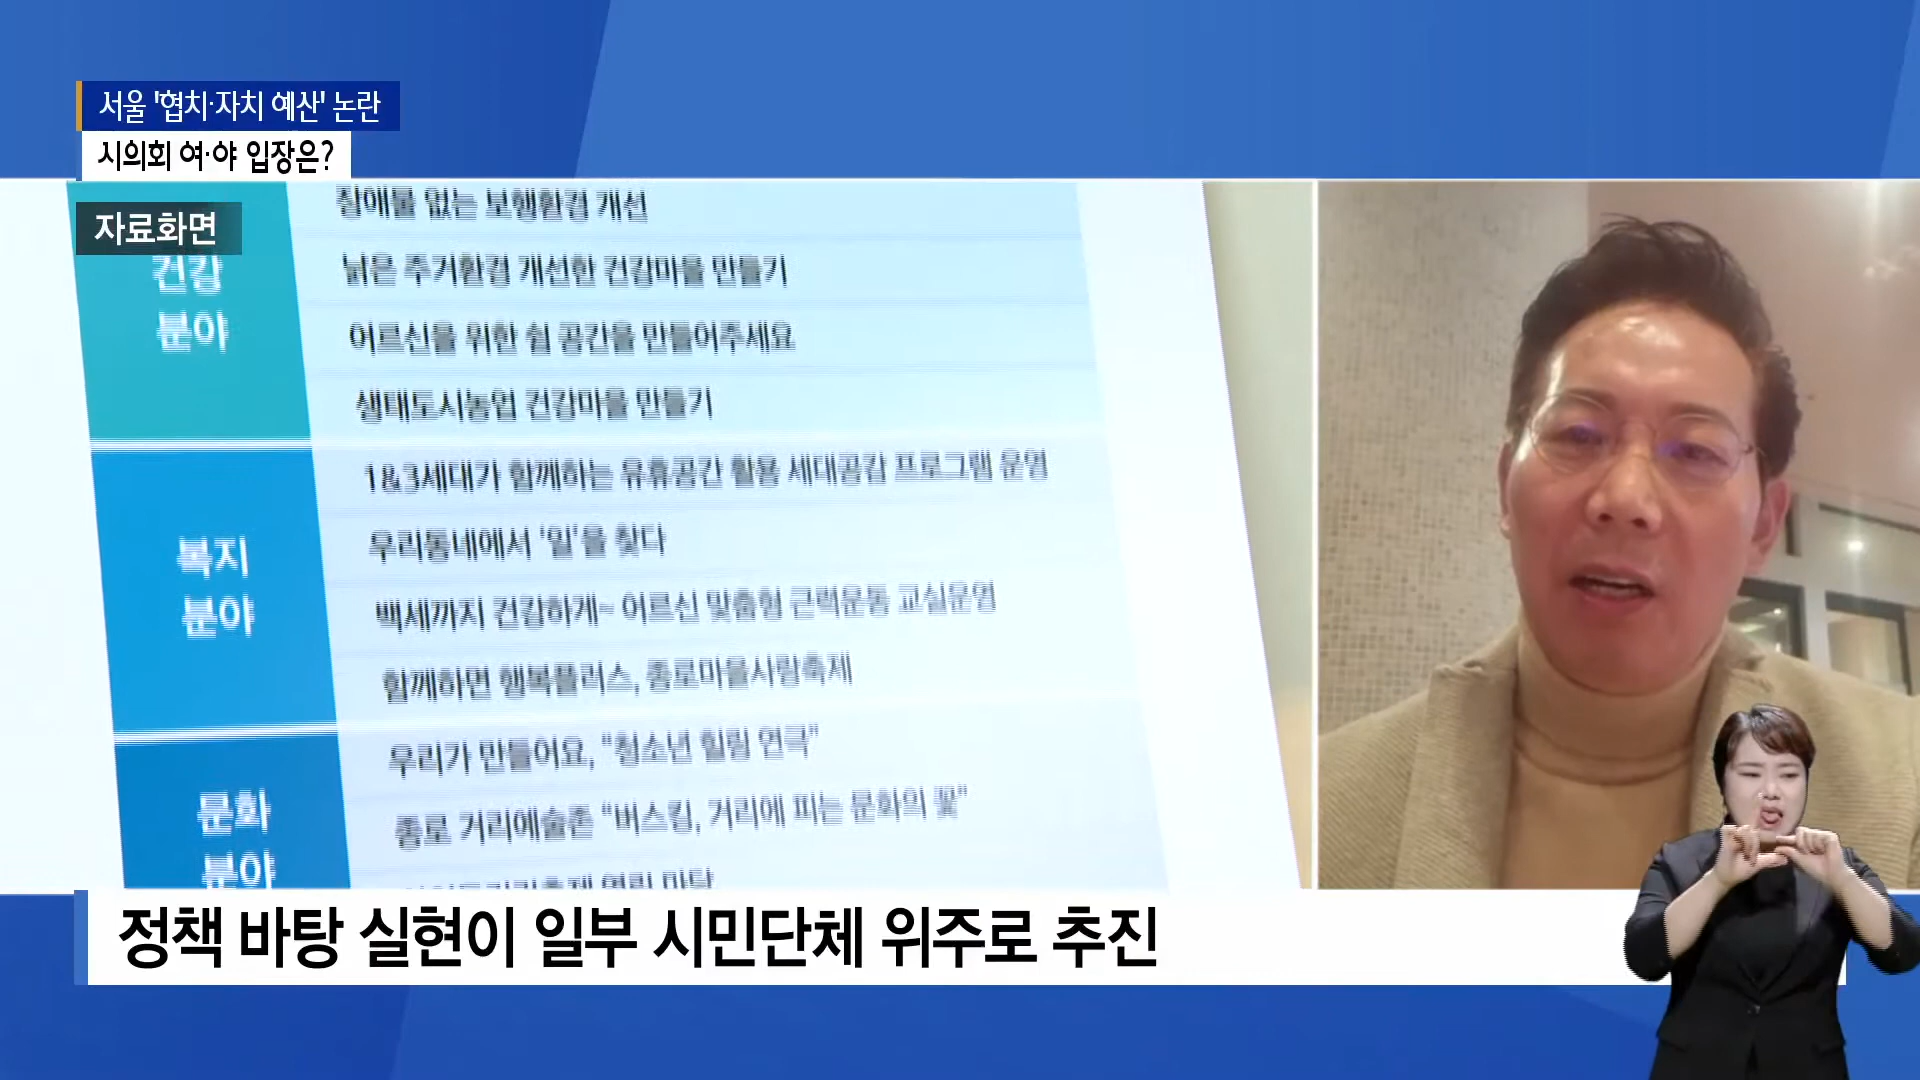 서울 '협치·자치 예산' 논란
시의회 여·야 입장은?
자료화면
장애물 없는 보행환경 개선
건강
분야
낡은 주거환경 개선한 건강마을 만들기
어르신을 위한 쉼 공간을 만들어주세요
생태도시농업 건강마을 만들기
복지
분야
1&3세대가 함께하는 유휴공간 활용 세대공감 프로그램 운영
우리동네에서 '일'을 찾다
백세까지 건강하게~ 어르신 맞춤형 근력운동 교실운영
함께하면 행복플러스, 종로마을사랑축제
문화
분야
우리가 만들어요, "청소년 힐링 연극"
종로 거리예술존 "버스킹, 거리에 피는 문화의 꽃"
정책 바탕 실현이 일부 시민단체 위주로 추진